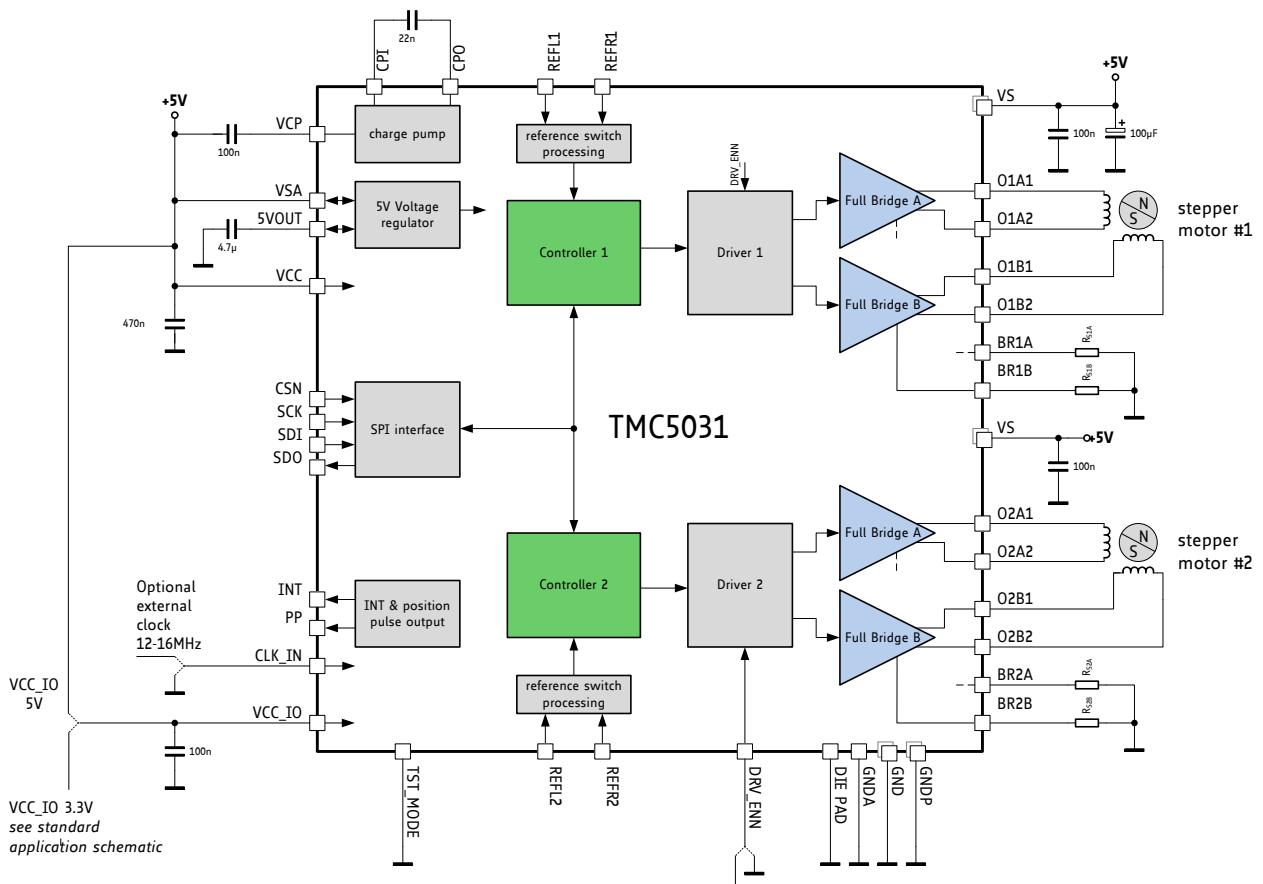 22n
CPI
CPO
REFL1
REFR1
+5V
VCP
100n
charge pump
reference switch
processing
VS
+5V
100n
+
100µF
VSA
5VOUT
4.7µ
5V Voltage
regulator
DRV_ENN
Controller 1
Driver 1
Full Bridge A
Full Bridge B
O1A1
O1A2
O1B1
O1B2
N
S
stepper
motor #1
VCC
470n
BR1A
BR1B
RS1A
RS1B
CSN
SCK
SDI
SDO
SPI interface
TMC5031
VS
+5V
100n
Controller 2
Driver 2
Full Bridge A
Full Bridge B
O2A1
O2A2
O2B1
O2B2
N
S
stepper
motor #2
INT
PP
INT & position
pulse output
Optional
external
clock
12-16MHz
CLK_IN
BR2A
BR2B
RS2A
RS2B
VCC_IO
5V
VCC_IO
100n
reference switch
processing
VCC_IO 3.3V
see standard
application schematic
TST_MODE
REFL2
REFR2
DRV_ENN
DIE PAD
GNDA
GND
GNDP